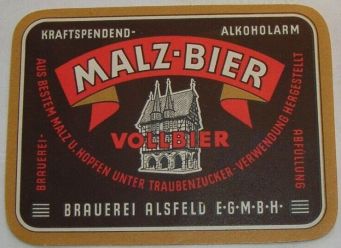 KRAFTSPENDEND- ALKOHOLARM
MALZ-BIER
BRAUEREI-
AUS BESTEM MALZ U. HOPFEN UNTER TRAUBENZUCKER-VERWENDUNG HERGESTELLT
ABFÜLLUNG
VOLLBIER
BRAUEREI ALSFELD E·G·M·B·H·